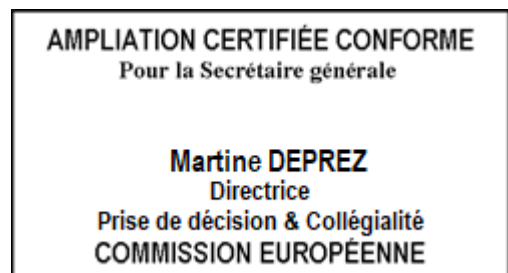 AMPLIATION CERTIFIÉE CONFORME
Pour la Secrétaire générale
Martine DEPREZ
Directrice
Prise de décision & Collégialité
COMMISSION EUROPÉENNE